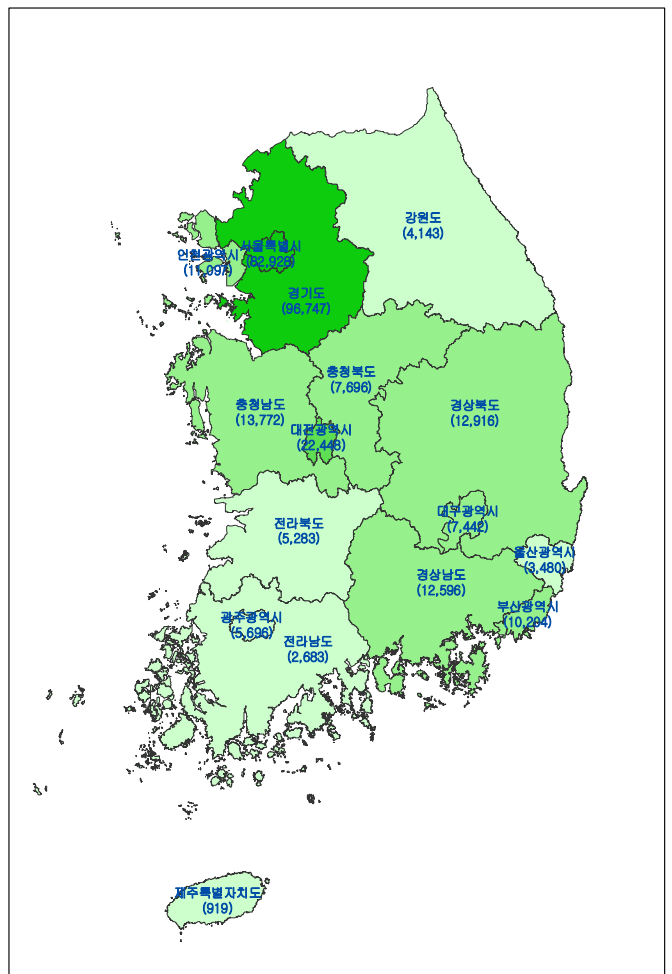 강원도
(4,143)
서울특별시
(82,928)
인천광역시
(11,097)
경기도
(96,747)
충청북도
(7,696)
충청남도
(13,772)
경상북도
(12,916)
대전광역시
(22,448)
대구광역시
(7,442)
전라북도
(5,283)
울산광역시
(3,480)
경상남도
(12,596)
부산광역시
(10,284)
광주광역시
(5,696)
전라남도
(2,683)
제주특별자치도
(919)